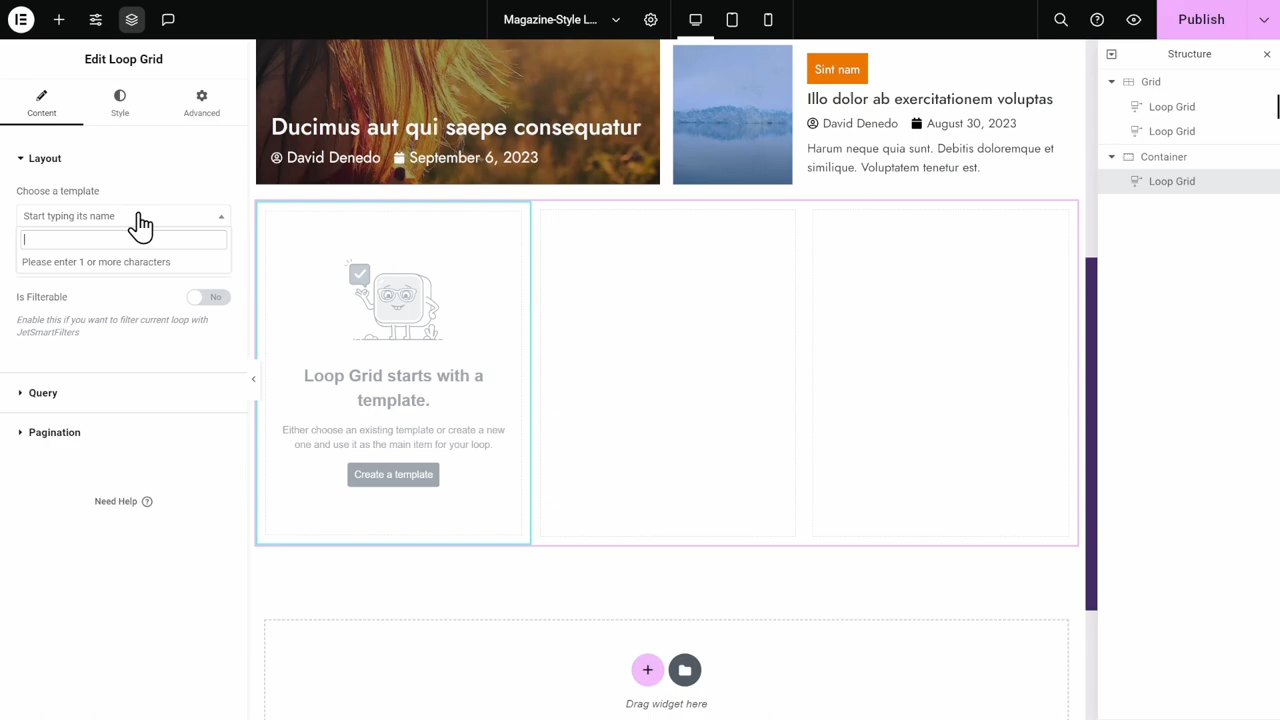 Magazine-Style L...
Publish
Edit Loop Grid
Content
Style
Advanced
Layout
Choose a template
Start typing its name
Please enter 1 or more characters
Is Filterable
No
Enable this if you want to filter current loop with
JetSmartFilters
Query
Pagination
Need Help
Ducimus aut qui saepe consequatur
David Denedo September 6, 2023
Sint nam
Illo dolor ab exercitationem voluptas
David Denedo August 30, 2023
Harum neque quia sunt. Debitis doloremque et
similique. Voluptatem tenetur est.
Loop Grid starts with a
template.
Either choose an existing template or create a new
one and use it as the main item for your loop.
Create a template
Drag widget here
Structure
Grid
Loop Grid
Loop Grid
Container
Loop Grid